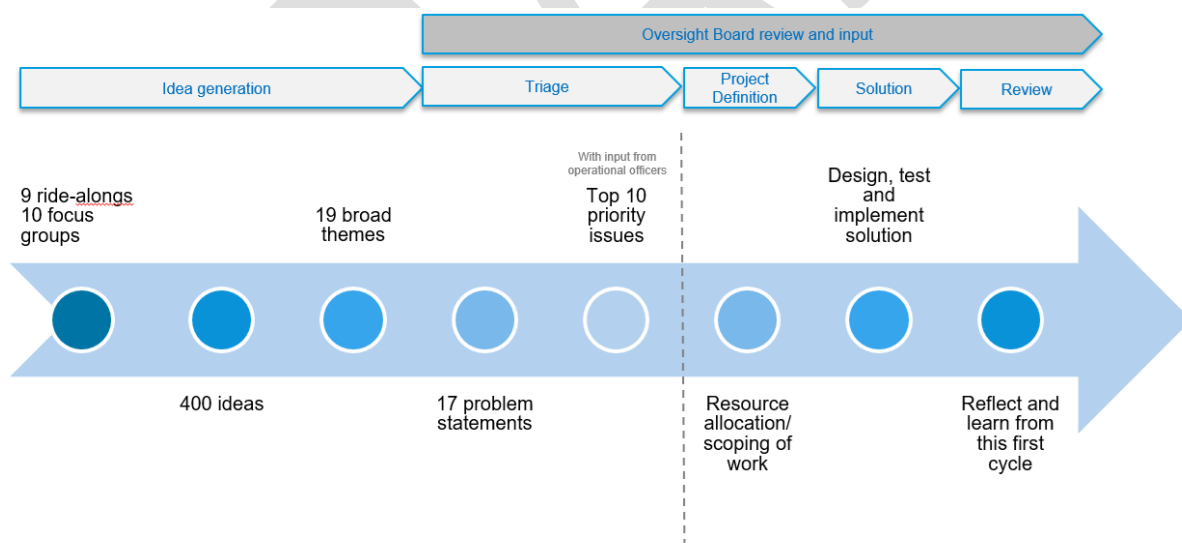 Oversight Board review and input
Idea generation
Triage
Project
Definition
Solution
Review
9 ride-alongs
10 focus
groups
19 broad
themes
With input from
operational officers
Top 10
priority
issues
Design, test
and
implement
solution
400 ideas
17 problem
statements
Resource
allocation/
scoping of
work
Reflect and
learn from
this first
cycle